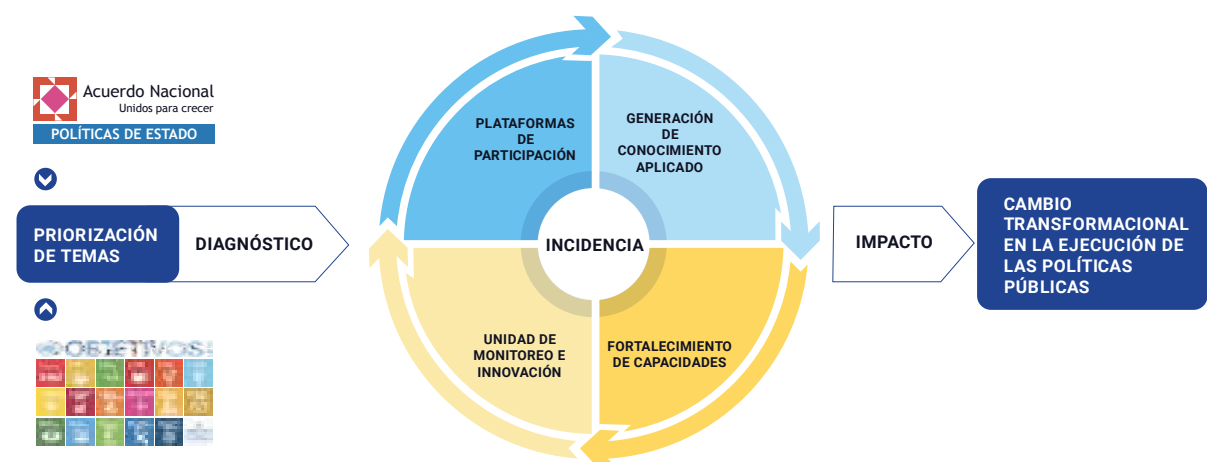 Acuerdo Nacional
Unidos para crecer
POLÍTICAS DE ESTADO
PRIORIZACIÓN
DE TEMAS
DIAGNÓSTICO
OBJETIVOS
PLATAFORMAS
DE
PARTICIPACIÓN
GENERACIÓN
DE
CONOCIMIENTO
APLICADO
INCIDENCIA
UNIDAD DE
MONITOREO E
INNOVACIÓN
FORTALECIMIENTO
DE CAPACIDADES
IMPACTO
CAMBIO
TRANSFORMACIONAL
EN LA EJECUCIÓN DE
LAS POLÍTICAS
PÚBLICAS